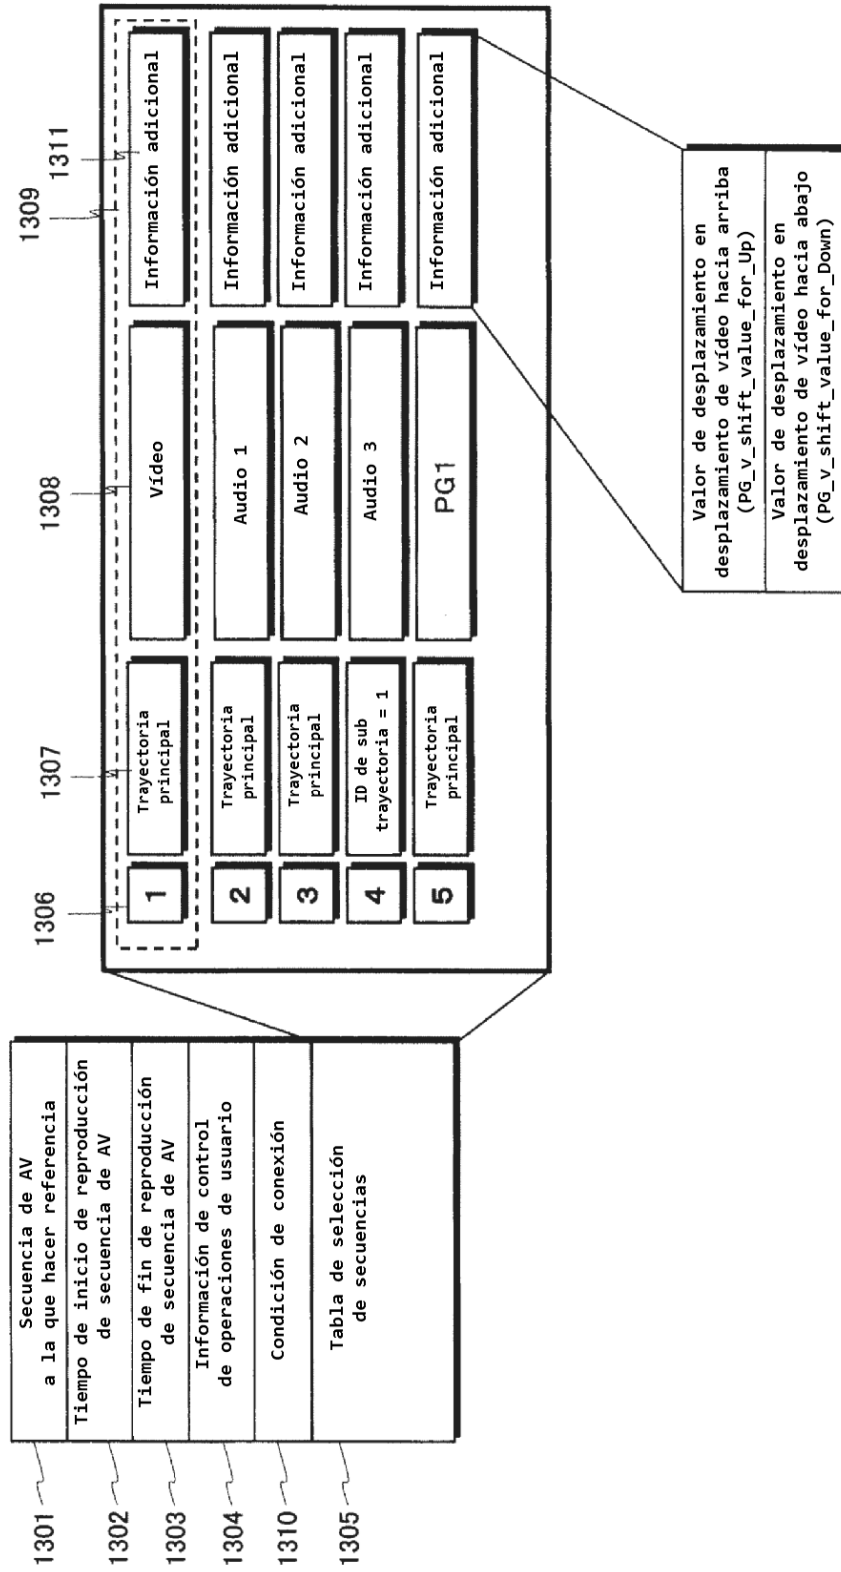 1301
Secuencia de AV
a la que hacer referencia
1302
Tiempo de inicio de reproducción
de secuencia de AV
1303
Tiempo de fin de reproducción
de secuencia de AV
1304
Información de control
de operaciones de usuario
1310
Condición de conexión
1305
Tabla de selección
de secuencias
1306
1307
1308
1309
1311
1
Trayectoria
principal
Vídeo
Información adicional
2
Trayectoria
principal
Audio 1
Información adicional
3
Trayectoria
principal
Audio 2
Información adicional
4
ID de sub
trayectoria = 1
Audio 3
Información adicional
5
Trayectoria
principal
PG1
Información adicional
Valor de desplazamiento en
desplazamiento de vídeo hacia arriba
(PG_v_shift_value_for_Up)
Valor de desplazamiento en
desplazamiento de vídeo hacia abajo
(PG_v_shift_value_for_Down)